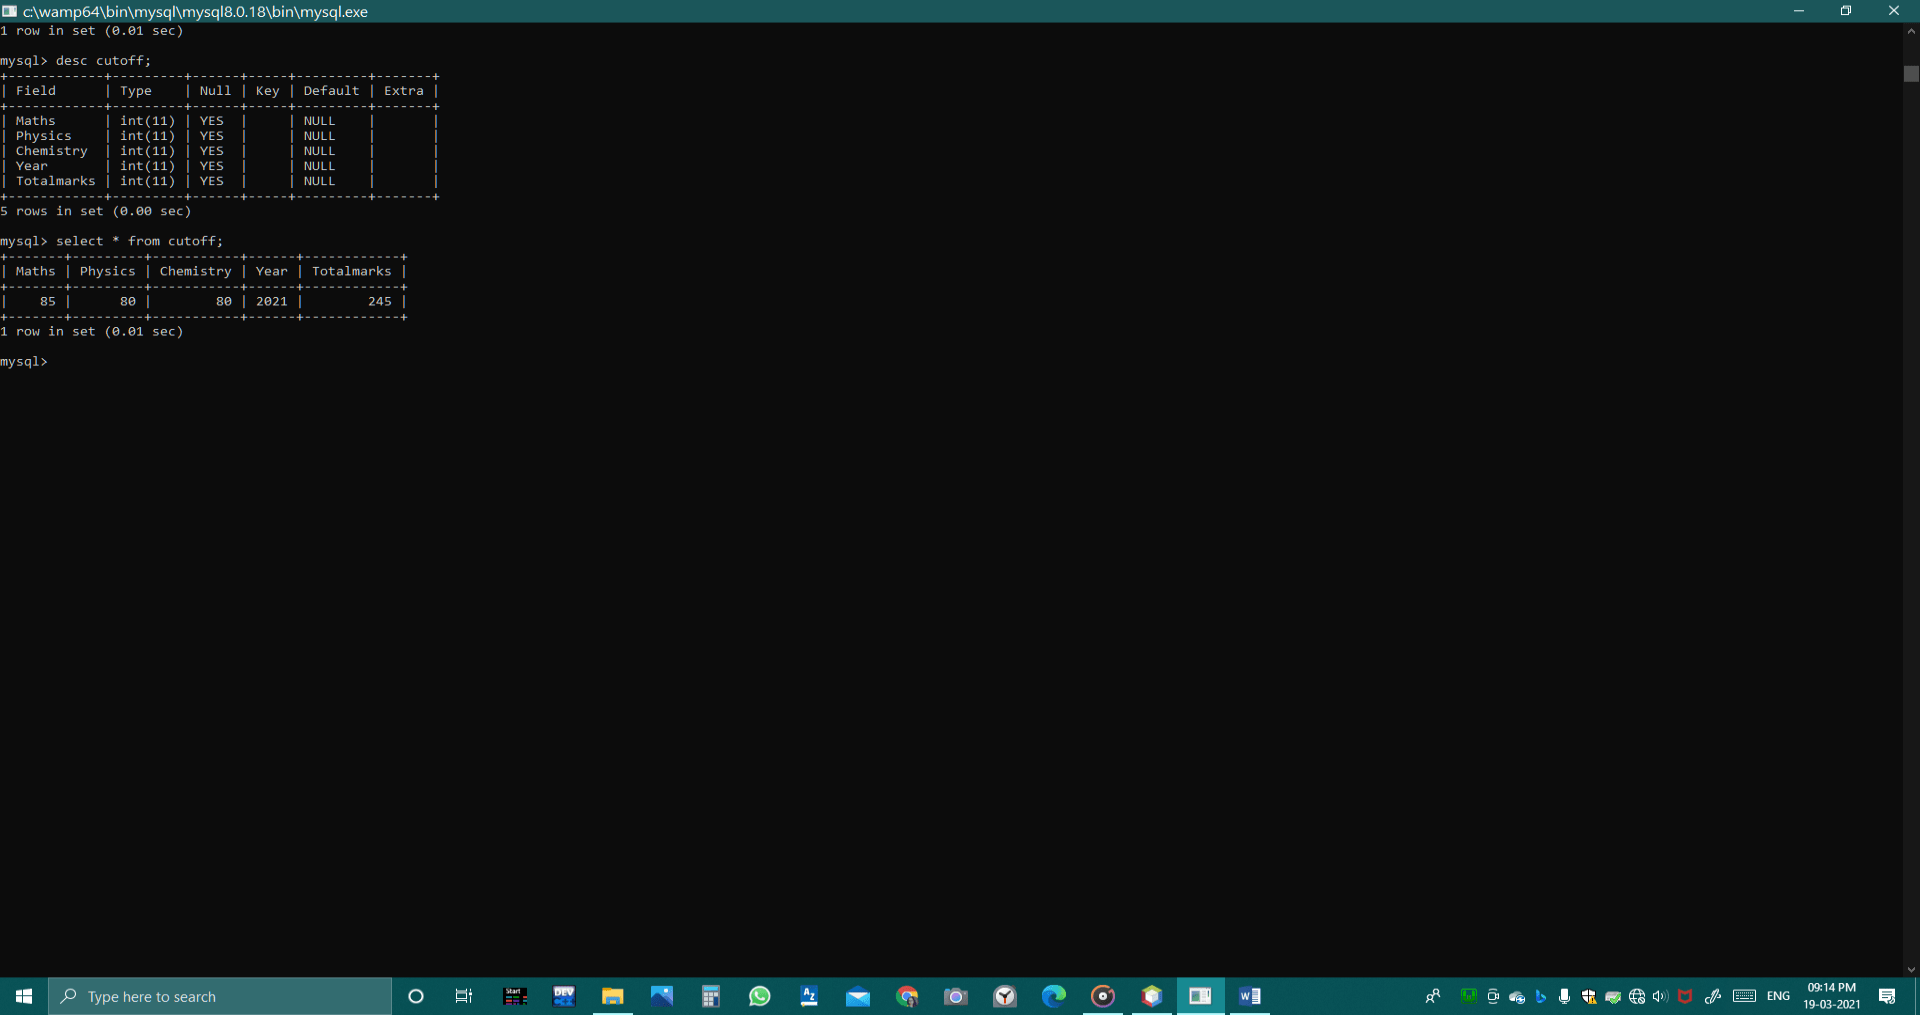 c:\wamp64\bin\mysql\mysql8.0.18\bin\mysql.exe
1 row in set (0.01 sec)
mysql> desc cutoff;
+------------+---------+------+-----+---------+-------+
| Field      | Type    | Null | Key | Default | Extra |
+------------+---------+------+-----+---------+-------+
| Maths      | int(11) | YES  |     | NULL    |       |
| Physics    | int(11) | YES  |     | NULL    |       |
| Chemistry  | int(11) | YES  |     | NULL    |       |
| Year       | int(11) | YES  |     | NULL    |       |
| Totalmarks | int(11) | YES  |     | NULL    |       |
+------------+---------+------+-----+---------+-------+
5 rows in set (0.00 sec)
mysql> select * from cutoff;
+-------+---------+-----------+------+------------+
| Maths | Physics | Chemistry | Year | Totalmarks |
+-------+---------+-----------+------+------------+
|    85 |      80 |        80 | 2021 |        245 |
+-------+---------+-----------+------+------------+
1 row in set (0.01 sec)
mysql>
Type here to search
Start
DEV
ENG
09:14 PM
19-03-2021